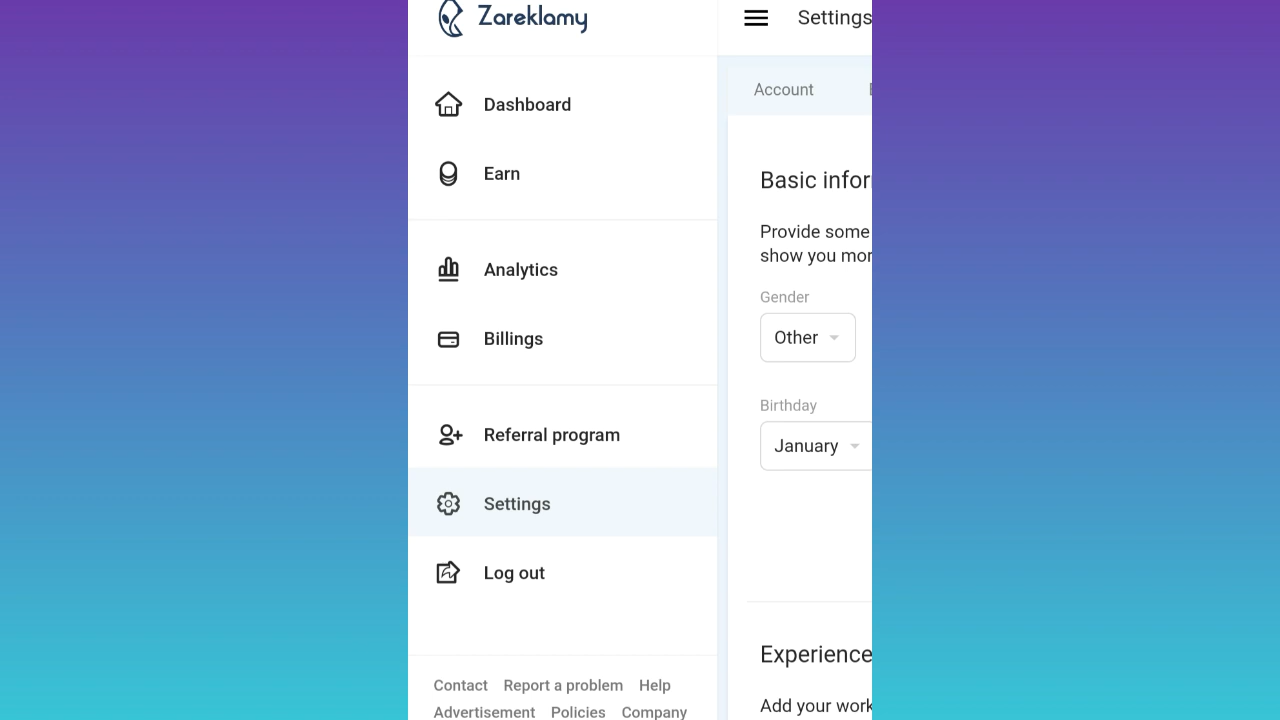 Zareklamy
Dashboard
Earn
Analytics
Billings
Referral program
Settings
Log out
Contact Report a problem Help
Advertisement Policies Company
Settings
Account
Basic infor
Provide some
show you mor
Gender
Other
Birthday
January
Experience
Add your work